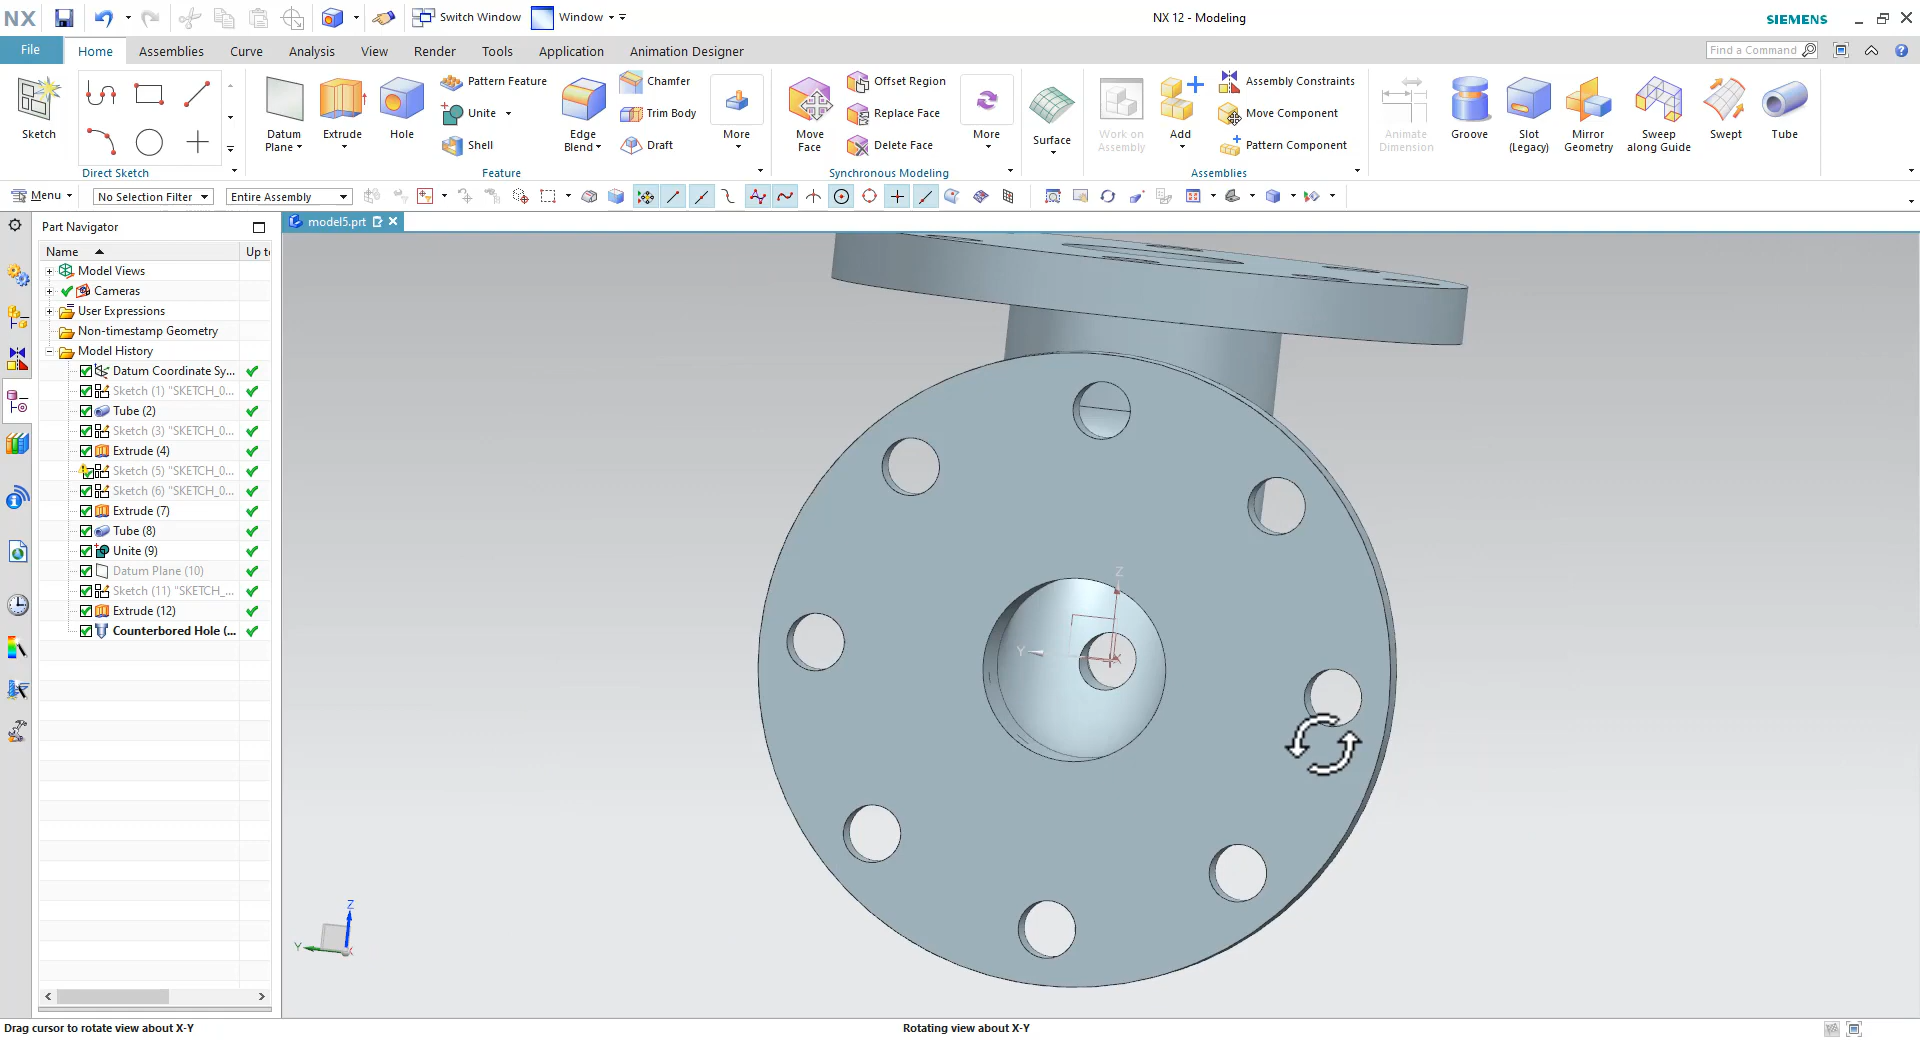 NX
Switch Window
Window
NX 12 - Modeling
SIEMENS
File
Home
Assemblies
Curve
Analysis
View
Render
Tools
Application
Animation Designer
Find a Command
Sketch
Direct Sketch
Datum
Plane
Extrude
Hole
Pattern Feature
Unite
Shell
Edge
Blend
Chamfer
Trim Body
Draft
More
Feature
Move
Face
Offset Region
Replace Face
Delete Face
More
Synchronous Modeling
Surface
Work on
Assembly
Add
Assembly Constraints
Move Component
Pattern Component
Assemblies
Animate
Dimension
Groove
Slot
(Legacy)
Mirror
Geometry
Sweep
along Guide
Swept
Tube
Menu
No Selection Filter
Entire Assembly
Part Navigator
model5.prt
Name
Up t
Model Views
Cameras
User Expressions
Non-timestamp Geometry
Model History
Datum Coordinate Sy...
Sketch (1) "SKETCH_0...
Tube (2)
Sketch (3) "SKETCH_0...
Extrude (4)
Sketch (5) "SKETCH_0...
Sketch (6) "SKETCH_0...
Extrude (7)
Tube (8)
Unite (9)
Datum Plane (10)
Sketch (11) "SKETCH_...
Extrude (12)
Counterbored Hole (...
Z
Y
X
Z
Y
X
Drag cursor to rotate view about X-Y
Rotating view about X-Y